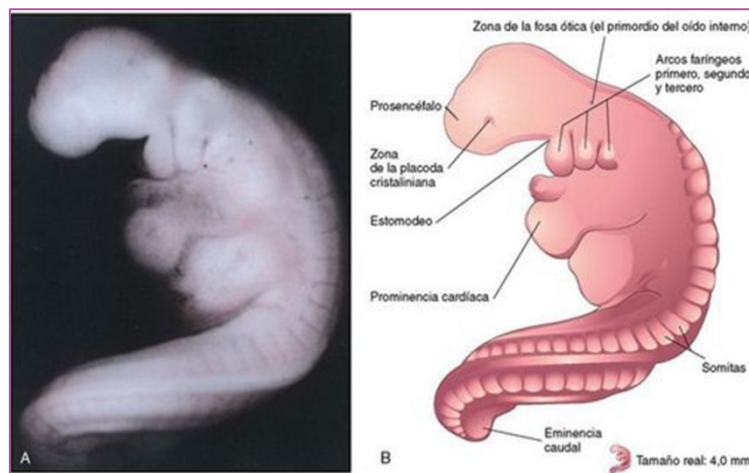 Zona de la fosa ótica (el primordio del oído interno)
Arcos faríngeos
primero, segundo
y tercero
Prosencéfalo
Zona
de la placoda
cristaliniana
Estomodeo
Prominencia cardíaca
Somitas
Eminencia
caudal
A
B
Tamaño real: 4,0 mm